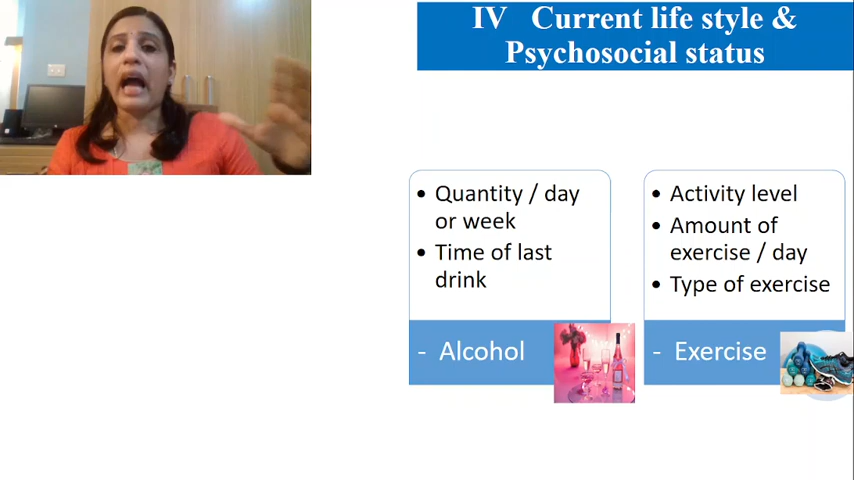 IV Current life style &
Psychosocial status
• Quantity / day
or week
• Time of last
drink
- Alcohol
• Activity level
• Amount of
exercise / day
• Type of exercise
- Exercise